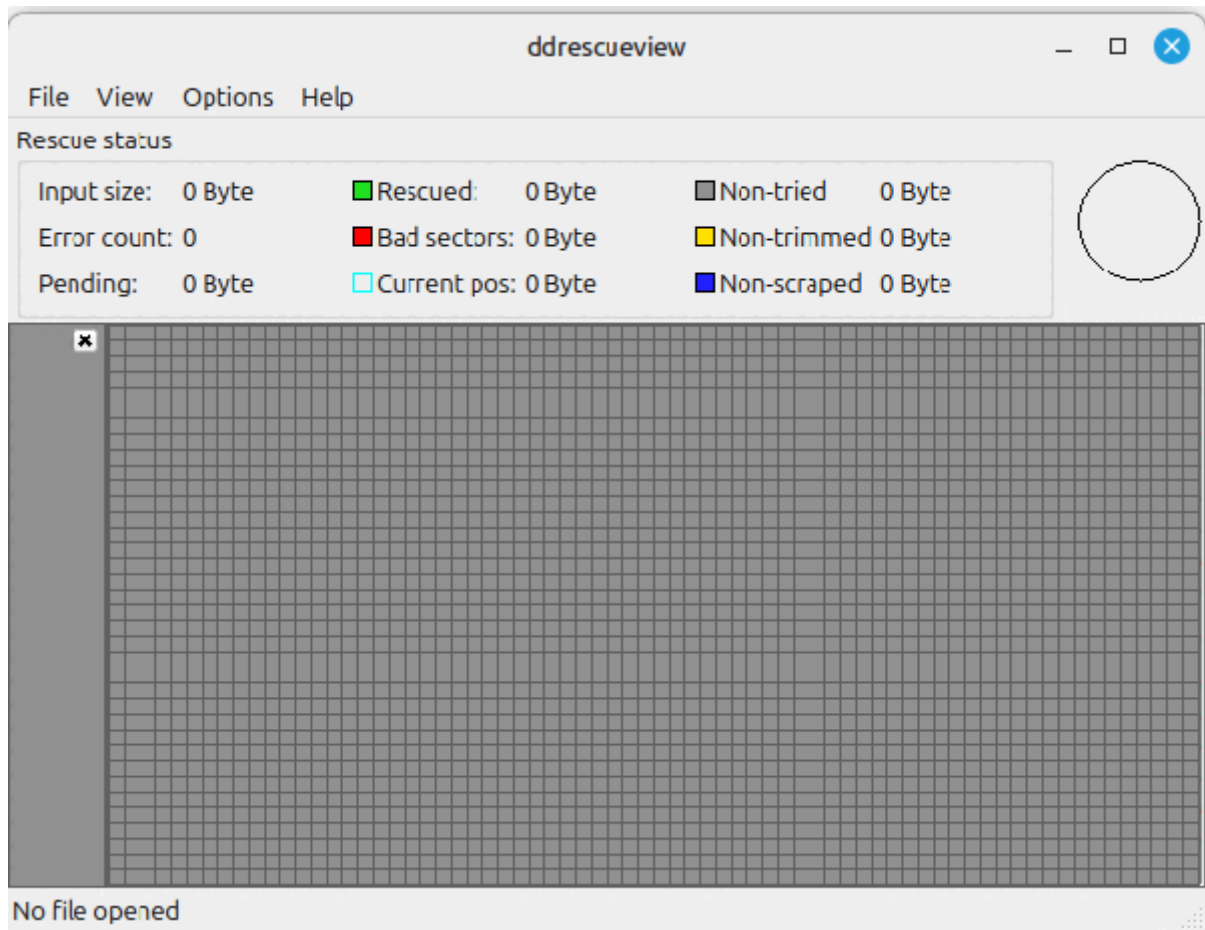 ddrescueview
File View Options Help
Rescue status
Input size: 0 Byte Rescued: 0 Byte Non-tried 0 Byte
Error count: 0 Bad sectors: 0 Byte Non-trimmed 0 Byte
Pending: 0 Byte Current pos: 0 Byte Non-scraped 0 Byte
No file opened